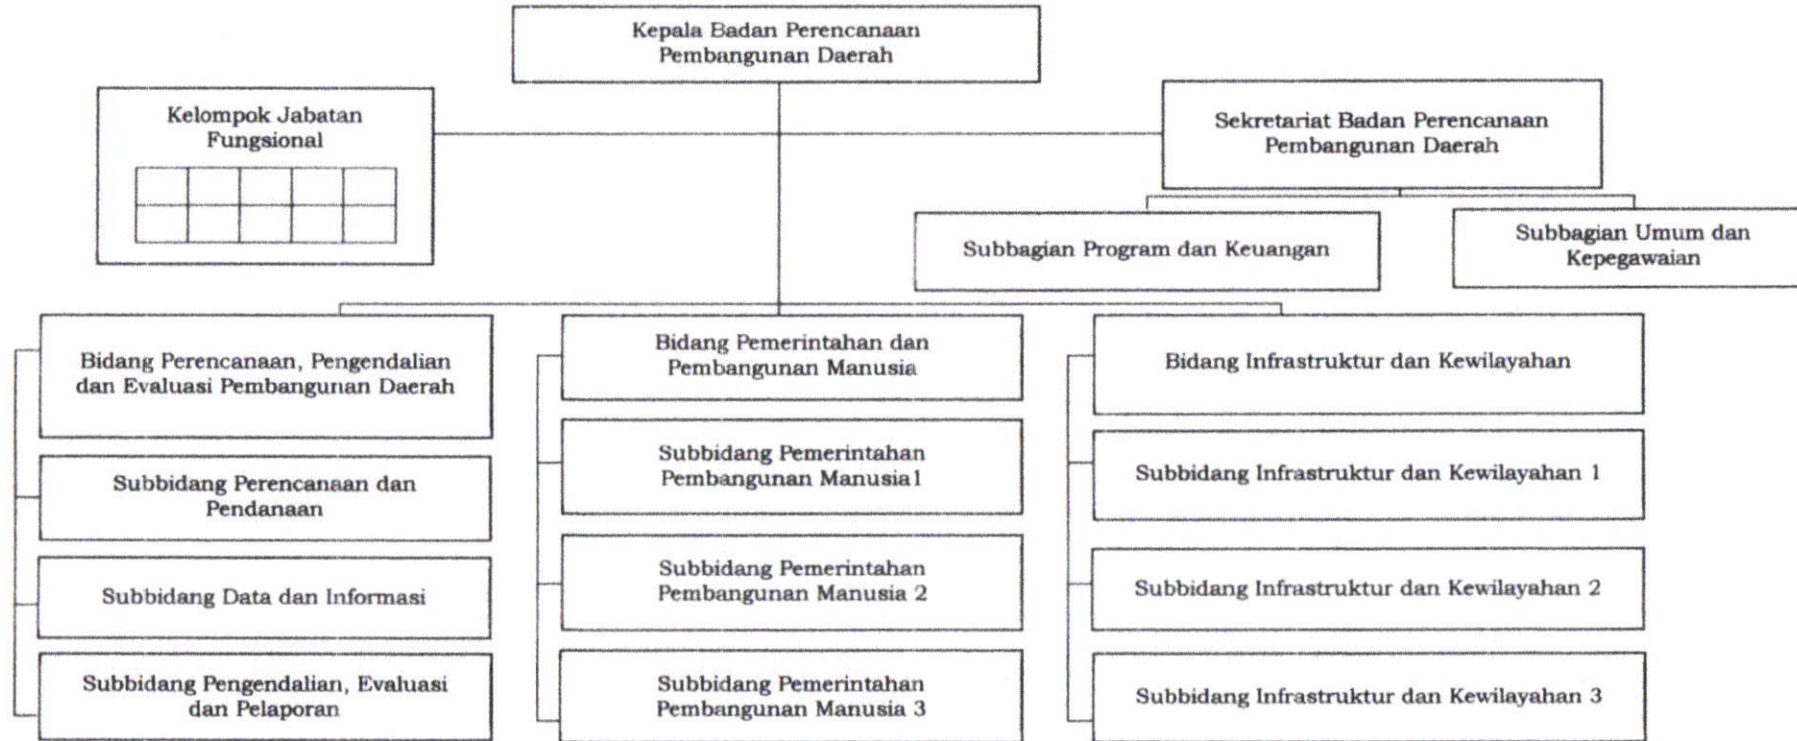 Kepala Badan Perencanaan
Pembangunan Daerah
Kelompok Jabatan
Fungsional
Sekretariat Badan Perencanaan
Pembangunan Daerah
Subbagian Program dan Keuangan
Subbagian Umum dan
Kepegawaian
Bidang Perencanaan, Pengendalian
dan Evaluasi Pembangunan Daerah
Subbidang Perencanaan dan
Pendanaan
Subbidang Data dan Informasi
Subbidang Pengendalian, Evaluasi
dan Pelaporan
Bidang Pemerintahan dan
Pembangunan Manusia
Subbidang Pemerintahan
Pembangunan Manusia1
Subbidang Pemerintahan
Pembangunan Manusia 2
Subbidang Pemerintahan
Pembangunan Manusia 3
Bidang Infrastruktur dan Kewilayahan
Subbidang Infrastruktur dan Kewilayahan 1
Subbidang Infrastruktur dan Kewilayahan 2
Subbidang Infrastruktur dan Kewilayahan 3